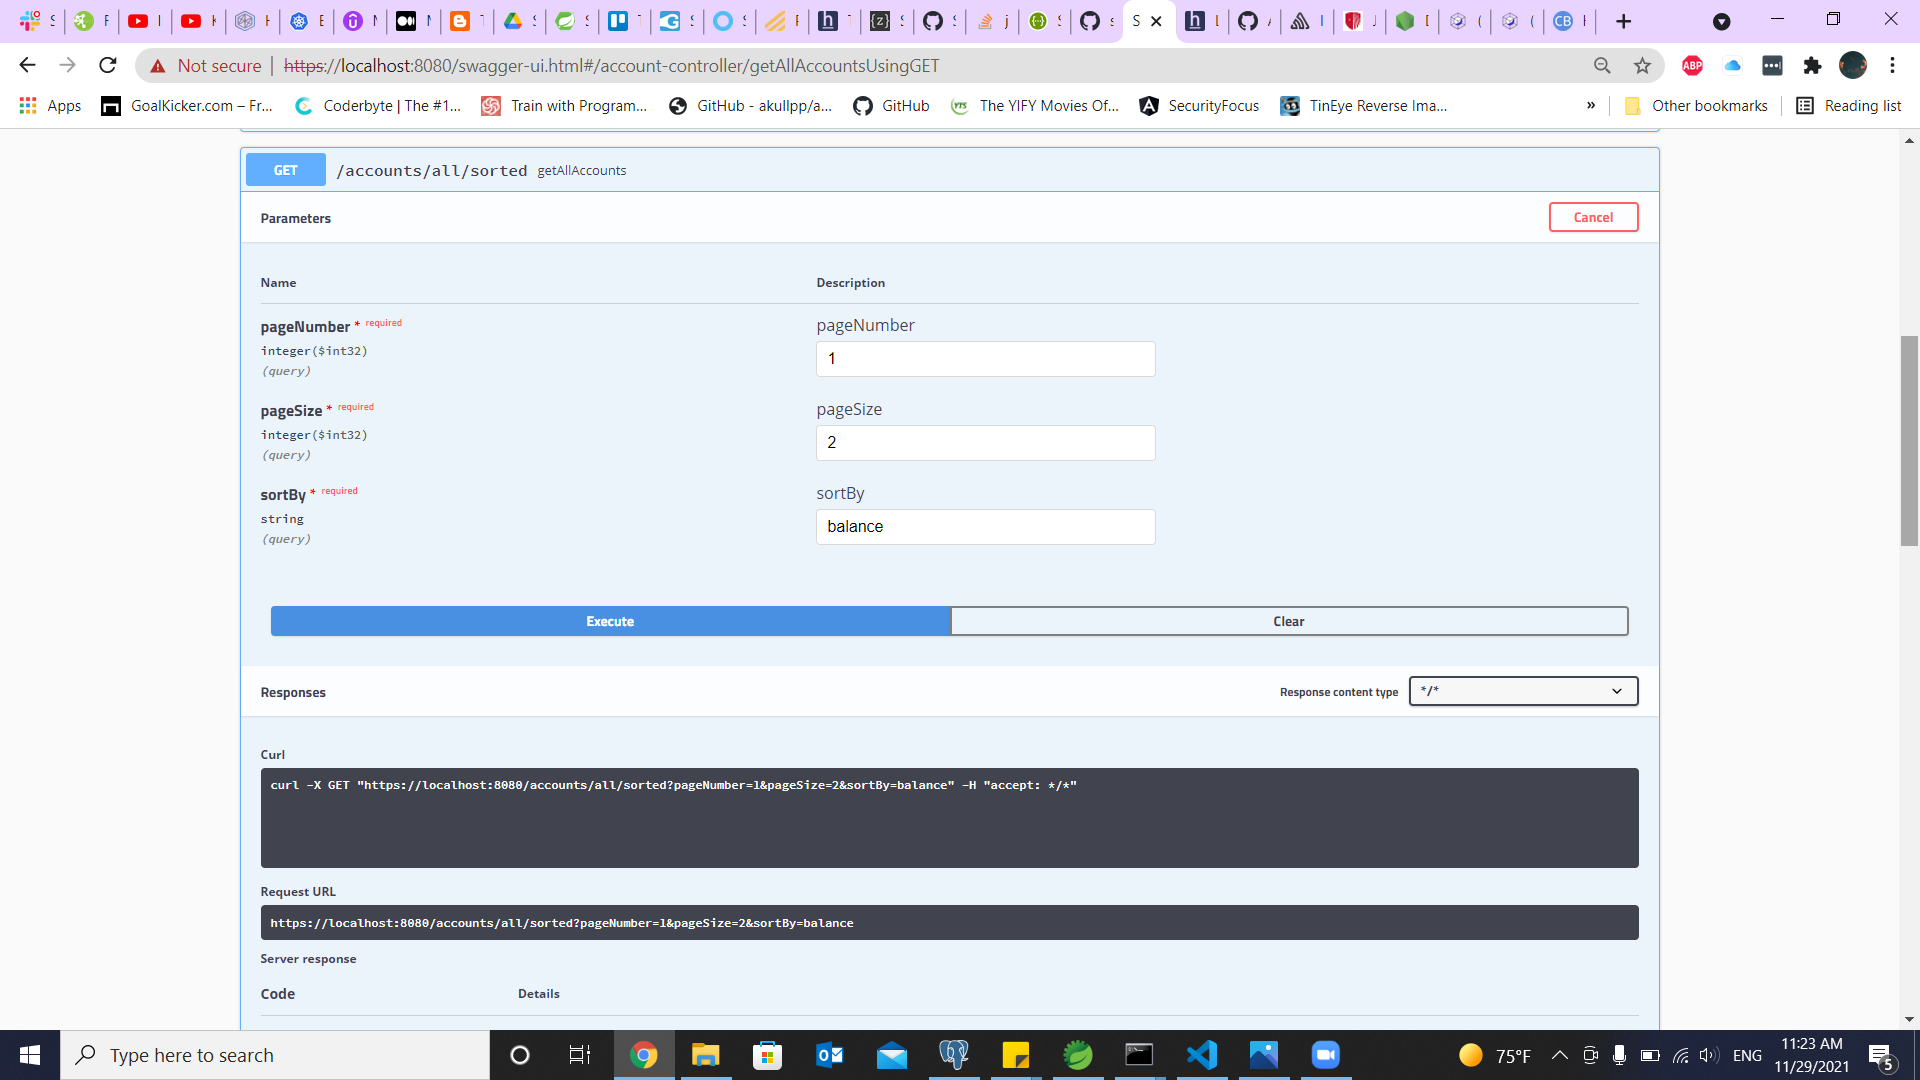 Not secure
https://localhost:8080/swagger-ui.html#/account-controller/getAllAccountsUsingGET
ABP
Apps
GoalKicker.com – Fr...
Coderbyte | The #1...
Train with Program...
GitHub - akullpp/a...
GitHub
The YIFY Movies Of...
SecurityFocus
TinEye Reverse Ima...
»
Other bookmarks
Reading list
GET /accounts/all/sorted getAllAccounts
Parameters
Cancel
Name Description
pageNumber * required
integer($int32)
(query)
pageNumber
1
pageSize * required
integer($int32)
(query)
pageSize
2
sortBy * required
string
(query)
sortBy
balance
Execute
Clear
Responses
Response content type
*/*
Curl
curl -X GET "https://localhost:8080/accounts/all/sorted?pageNumber=1&pageSize=2&sortBy=balance" -H "accept: */*"
Request URL
https://localhost:8080/accounts/all/sorted?pageNumber=1&pageSize=2&sortBy=balance
Server response
Code Details
Type here to search
75°F
ENG
11:23 AM
11/29/2021
5